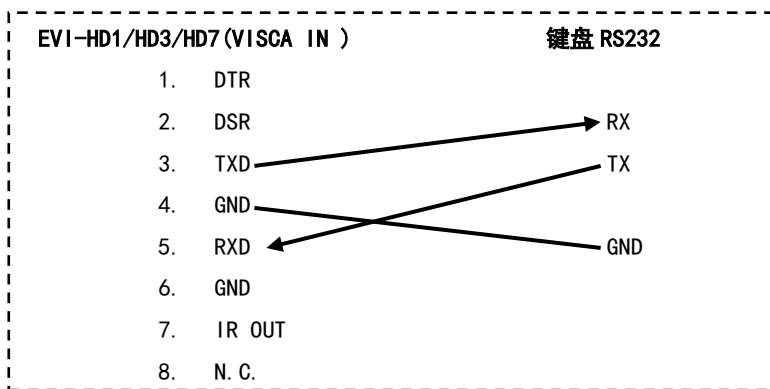 EVI-HD1/HD3/HD7(VISCA IN ) 键盘 RS232
1. DTR
2. DSR RX
3. TXD TX
4. GND
5. RXD GND
6. GND
7. IR OUT
8. N.C.